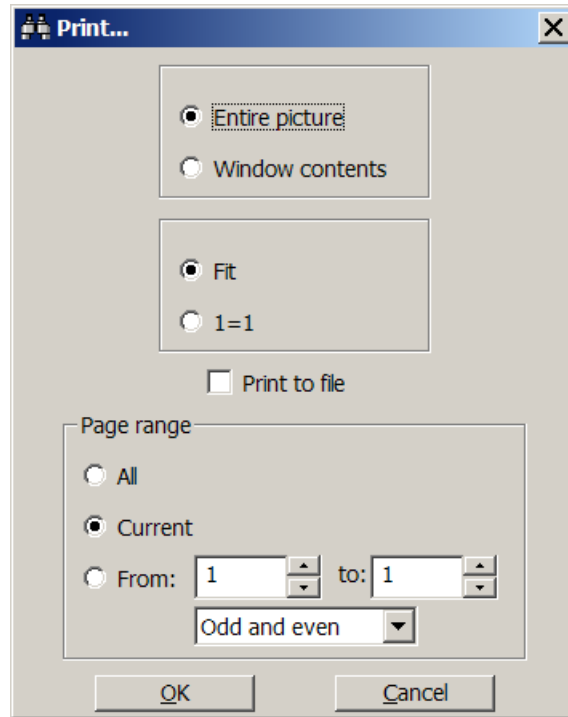 Print...
Entire picture
Window contents
Fit
1=1
Print to file
Page range
All
Current
From: 1 to: 1
Odd and even
OK Cancel